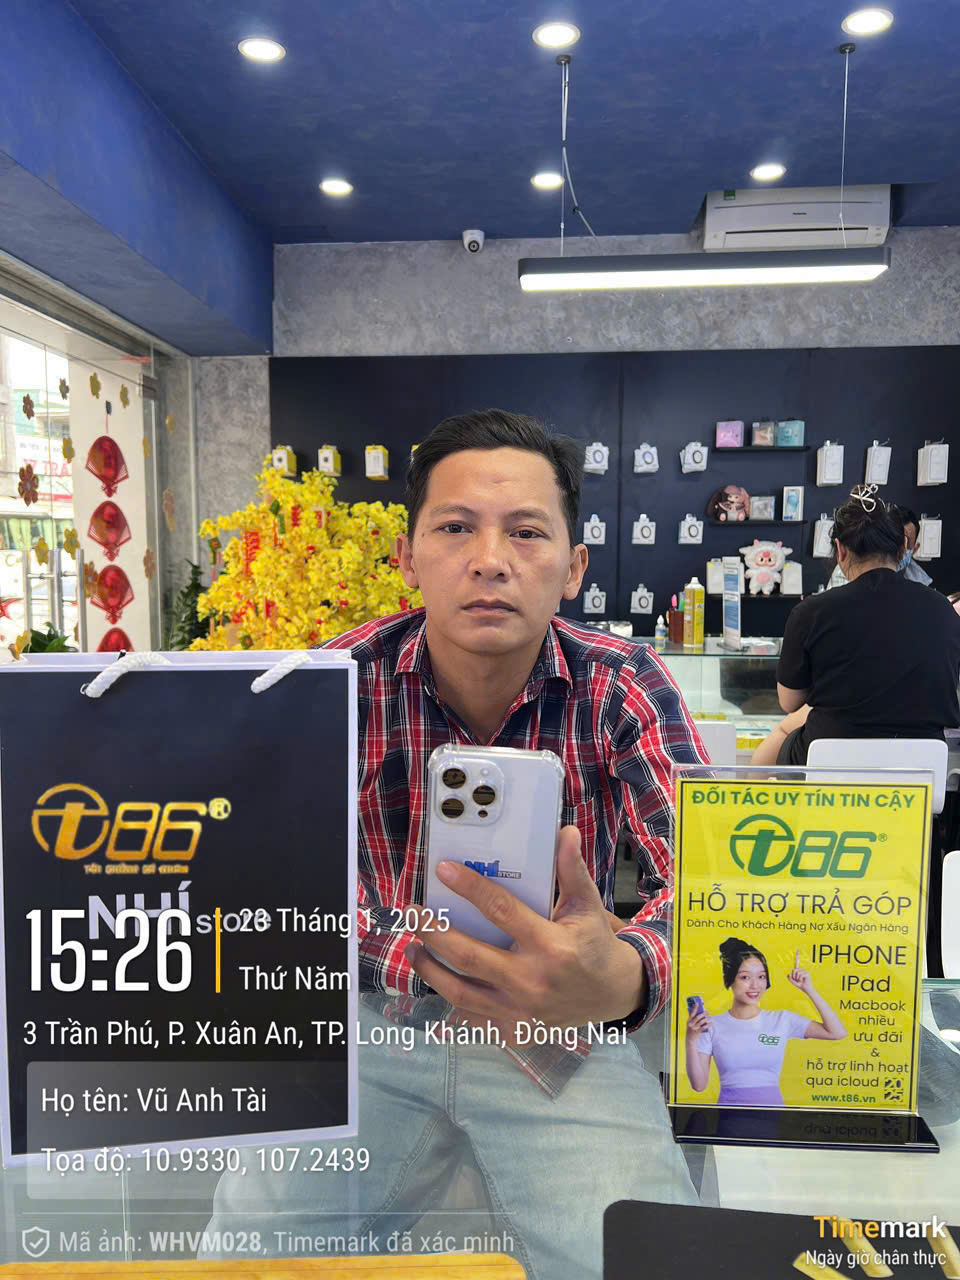 t86®
NHÍ store
15:26
23 Tháng 1, 2025
Thứ Năm
3 Trần Phú, P. Xuân An, TP. Long Khánh, Đồng Nai
Họ tên: Vũ Anh Tài
Tọa độ: 10.9330, 107.2439
Mã ảnh: WHVM028, Timemark đã xác minh
NHÍ STORE
ĐỐI TÁC UY TÍN TIN CẬY
t86®
HỖ TRỢ TRẢ GÓP
Dành Cho Khách Hàng Nợ Xấu Ngân Hàng
IPHONE
IPad
Macbook
nhiều
ưu đãi
&
hỗ trợ linh hoạt
qua icloud 2025
www.t86.vn
t86
Timemark
Ngày giờ chân thực